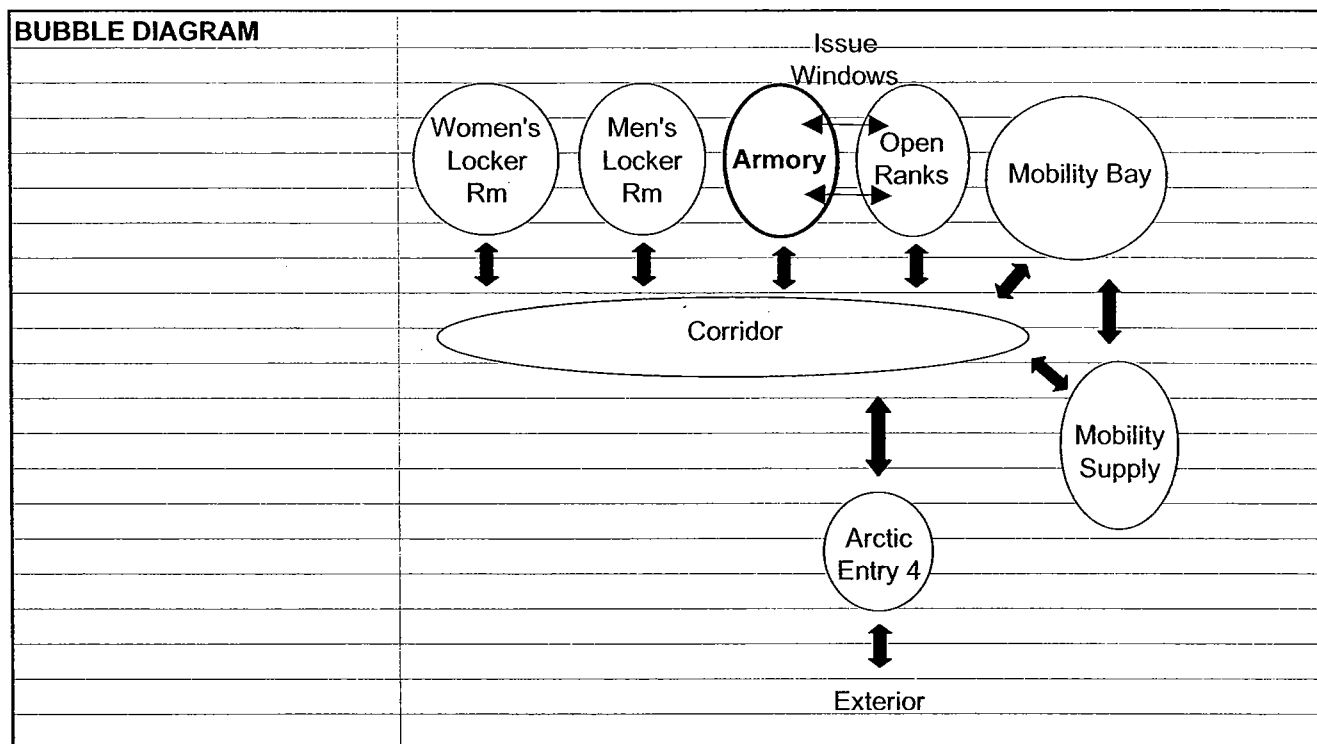 BUBBLE DIAGRAM
Issue
Windows
Women's
Locker
Rm
Men's
Locker
Rm
Armory
Open
Ranks
Mobility Bay
Corridor
Mobility
Supply
Arctic
Entry 4
Exterior